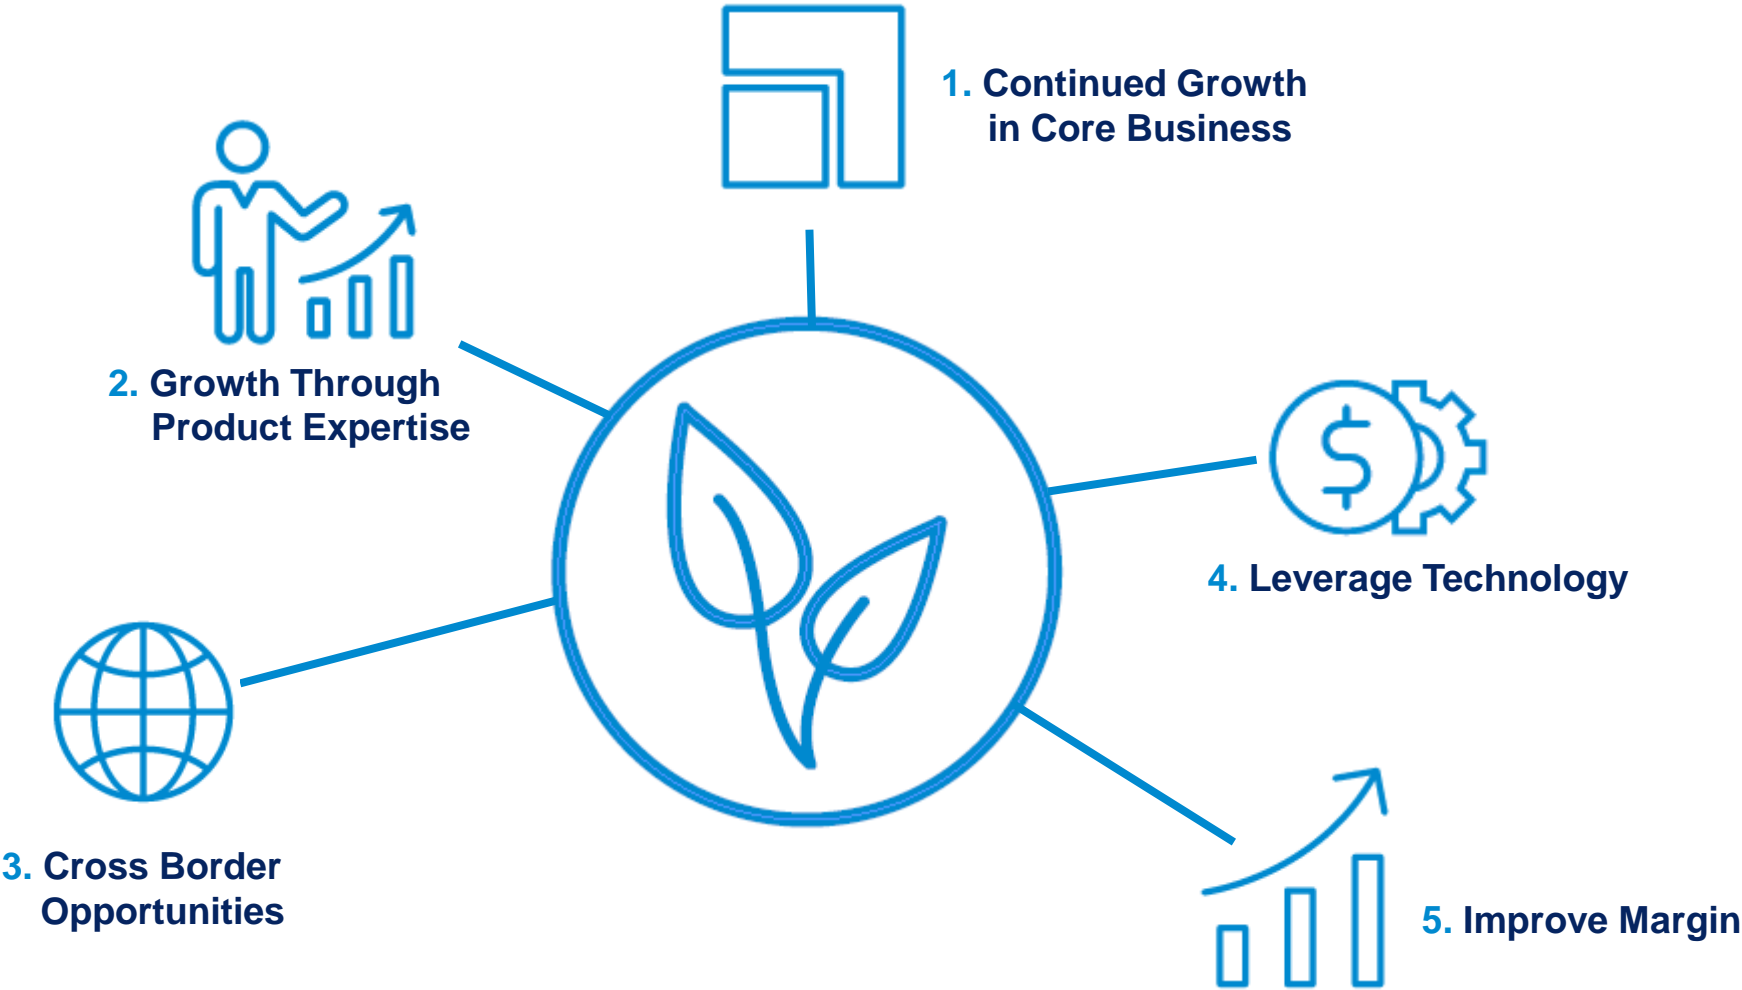 1. Continued Growth
in Core Business
2. Growth Through
Product Expertise
3. Cross Border
Opportunities
$
4. Leverage Technology
5. Improve Margin